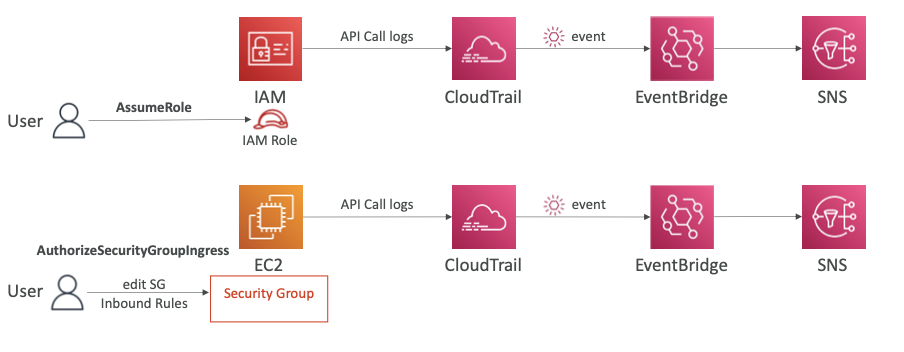 API Call logs
event
IAM
CloudTrail
EventBridge
SNS
User
AssumeRole
IAM Role
API Call logs
event
EC2
CloudTrail
EventBridge
SNS
AuthorizeSecurityGroupIngress
User
edit SG
Inbound Rules
Security Group